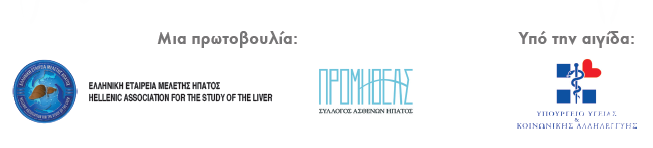 Μια πρωτοβουλία:
Υπό την αιγίδα:
ΕΛΛΗΝΙΚΗ ΕΤΑΙΡΕΙΑ ΜΕΛΕΤΗΣ ΗΠΑΤΟΣ
HELLENIC ASSOCIATION FOR THE STUDY OF THE LIVER
ΠΡΟΜΗΘΕΑΣ
ΣΥΛΛΟΓΟΣ ΑΣΘΕΝΩΝ ΗΠΑΤΟΣ
ΥΠΟΥΡΓΕΙΟ ΥΓΕΙΑΣ
&
ΚΟΙΝΩΝΙΚΗΣ ΑΛΛΗΛΕΓΓΥΗΣ